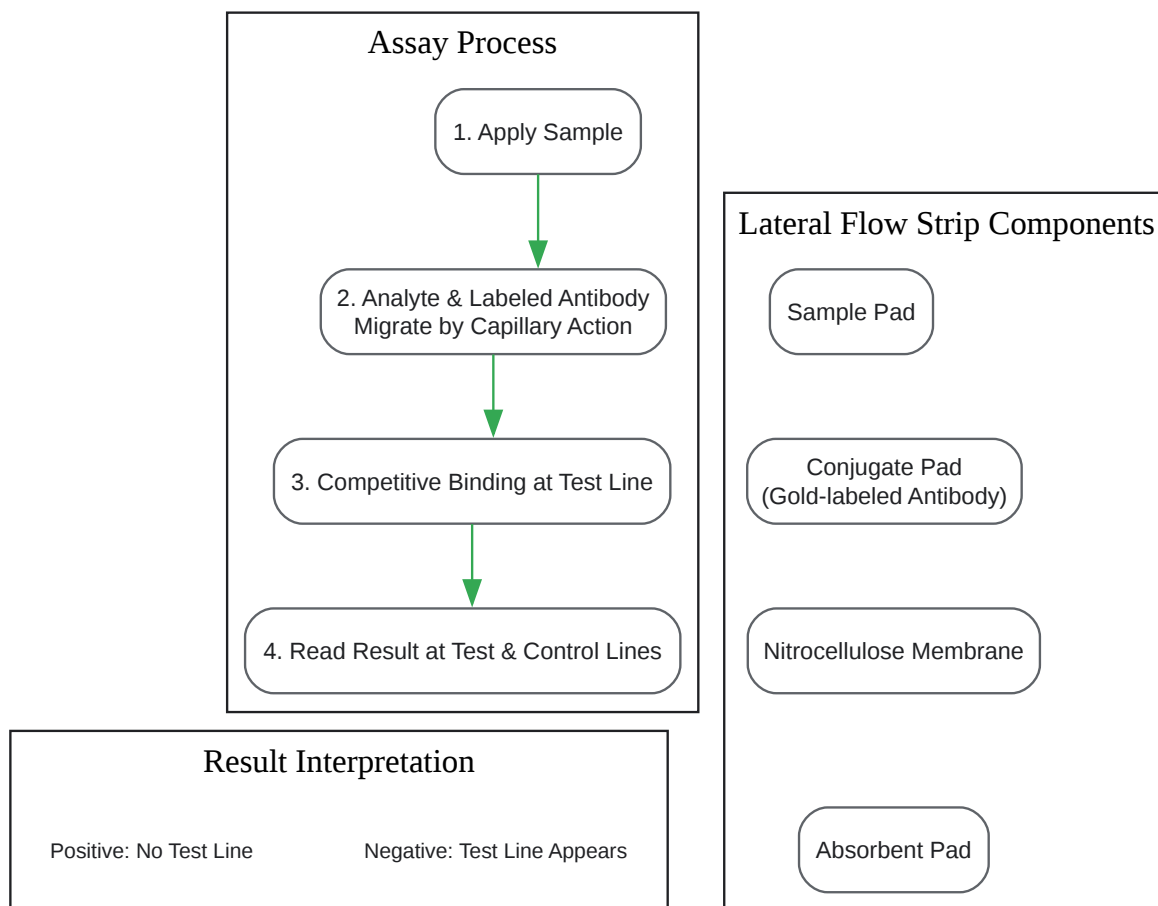 Assay Process
1. Apply Sample
2. Analyte & Labeled Antibody
Migrate by Capillary Action
3. Competitive Binding at Test Line
4. Read Result at Test & Control Lines
Lateral Flow Strip Components
Sample Pad
Conjugate Pad
(Gold-labeled Antibody)
Nitrocellulose Membrane
Absorbent Pad
Result Interpretation
Positive: No Test Line
Negative: Test Line Appears